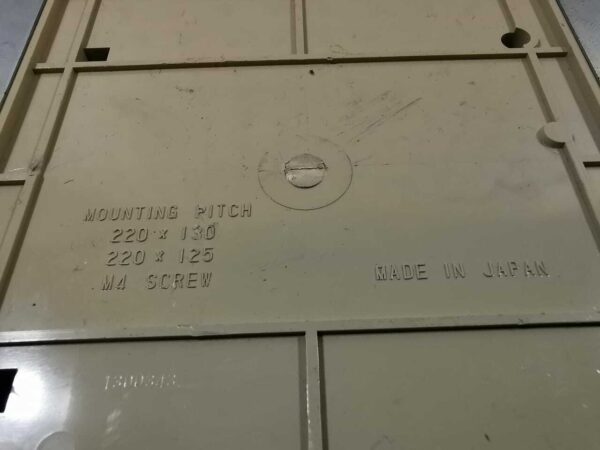 MOUNTING PITCH
220 × 130
220 × 125
M4 SCREW
MADE IN JAPAN